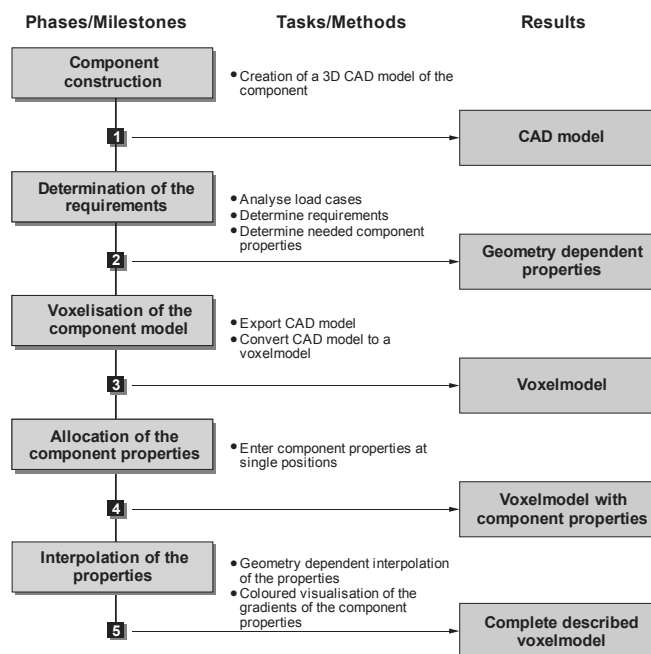 Phases/Milestones
Tasks/Methods
Results
Component
construction
• Creation of a 3D CAD model of the
component
1
CAD model
Determination of the
requirements
• Analyse load cases
• Determine requirements
• Determine needed component
properties
2
Geometry dependent
properties
Voxelisation of the
component model
• Export CAD model
• Convert CAD model to a
voxelmodel
3
Voxelmodel
Allocation of the
component properties
• Enter component properties at
single positions
4
Voxelmodel with
component properties
Interpolation of the
properties
• Geometry dependent interpolation
of the properties
• Coloured visualisation of the
gradients of the component
properties
5
Complete described
voxelmodel